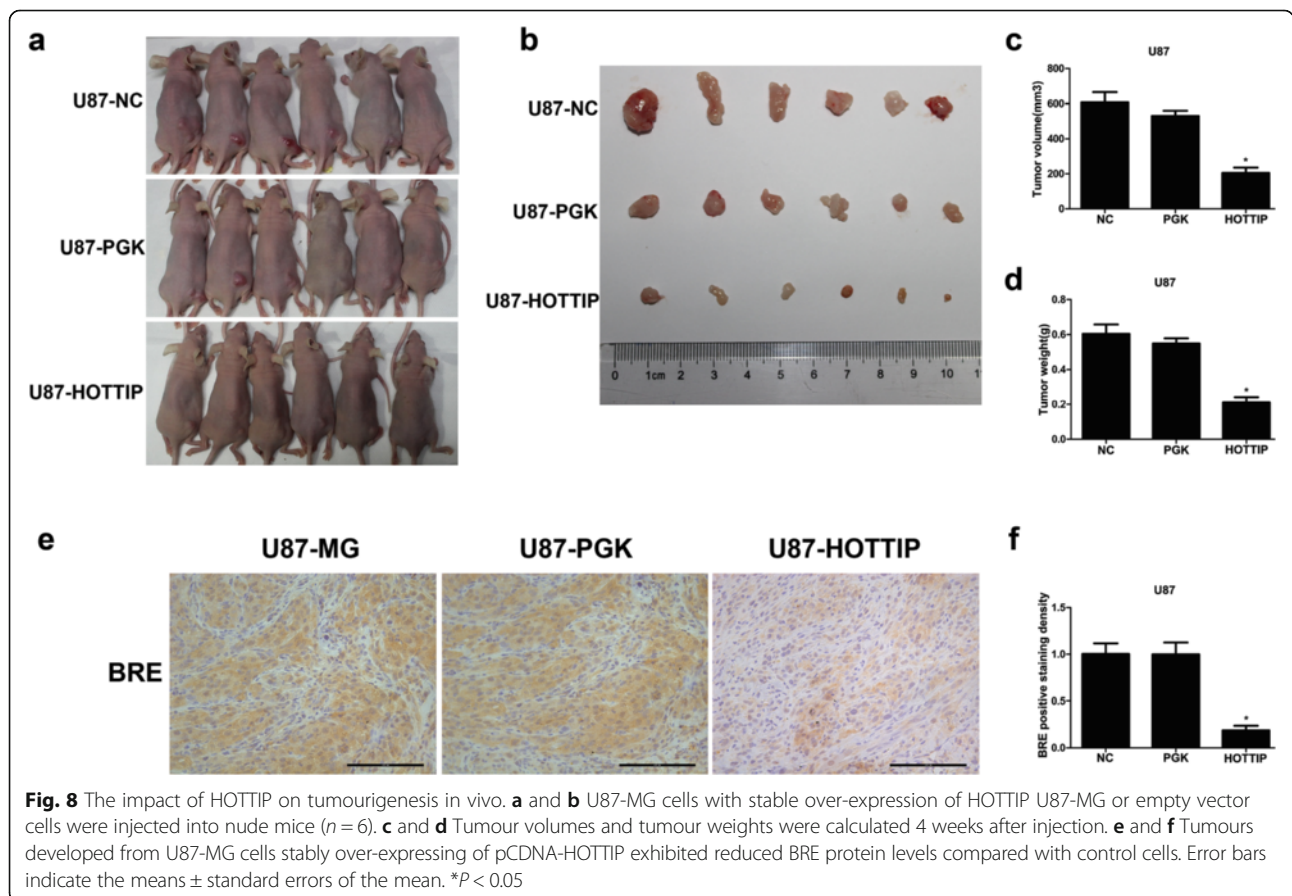 a
U87-NC
U87-PGK
U87-HOTTIP
b
U87-NC
U87-PGK
U87-HOTTIP
0 1cm 2 3 4 5 6 7 8 9 10 11
c
U87
Tumor volume(mm3)
800
600
400
200
0
*
NC PGK HOTTIP
d
U87
Tumor weight(g)
0.8
0.6
0.4
0.2
0.0
*
NC PGK HOTTIP
e
U87-MG U87-PGK U87-HOTTIP
BRE
f
U87
BRE positive staining density
1.5
1.0
0.5
0.0
*
NC PGK HOTTIP
Fig. 8 The impact of HOTTIP on tumourigenesis in vivo. a and b U87-MG cells with stable over-expression of HOTTIP U87-MG or empty vector
cells were injected into nude mice (n = 6). c and d Tumour volumes and tumour weights were calculated 4 weeks after injection. e and f Tumours
developed from U87-MG cells stably over-expressing of pCDNA-HOTTIP exhibited reduced BRE protein levels compared with control cells. Error bars
indicate the means ± standard errors of the mean. *P < 0.05